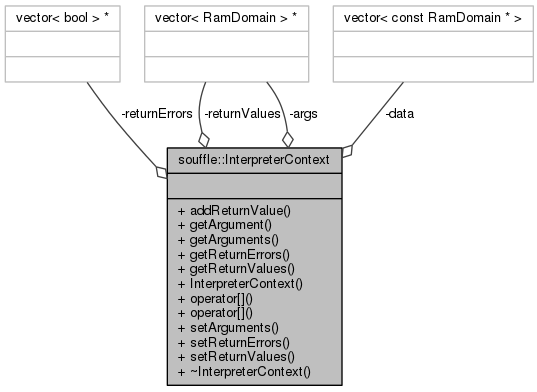 vector< bool > *
vector< RamDomain > *
vector< const RamDomain * >
-returnErrors
-returnValues
-args
-data
souffle::InterpreterContext
+ addReturnValue()
+ getArgument()
+ getArguments()
+ getReturnErrors()
+ getReturnValues()
+ InterpreterContext()
+ operator[]()
+ operator[]()
+ setArguments()
+ setReturnErrors()
+ setReturnValues()
+ ~InterpreterContext()